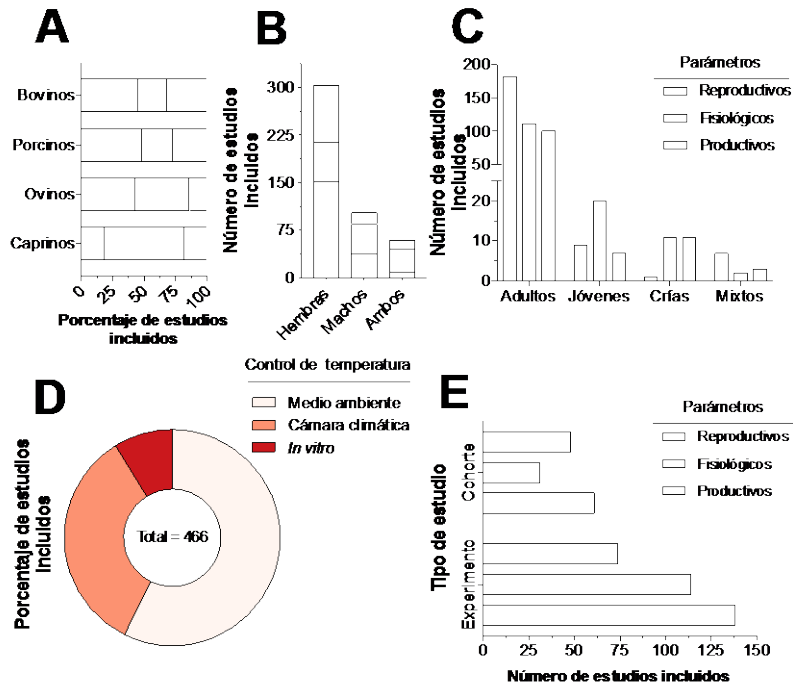 A
Bovinos
Porcinos
Ovinos
Caprinos
0
25
50
75
100
Porcentaje de estudios
incluidos
B
Número de estudios
incluidos
300
225
150
75
0
Hembras
Machos
Ambos
C
Número de estudios
incluidos
200
150
100
50
20
10
0
Adultos
Jóvenes
Crías
Mixtos
Parámetros
Reproductivos
Fisiológicos
Productivos
D
Control de temperatura
Medio ambiente
Cámara climática
In vitro
Porcentaje de estudios
incluidos
Total = 466
E
Tipo de estudio
Cohorte
Experimento
0
25
50
75
100
125
150
Número de estudios incluidos
Parámetros
Reproductivos
Fisiológicos
Productivos